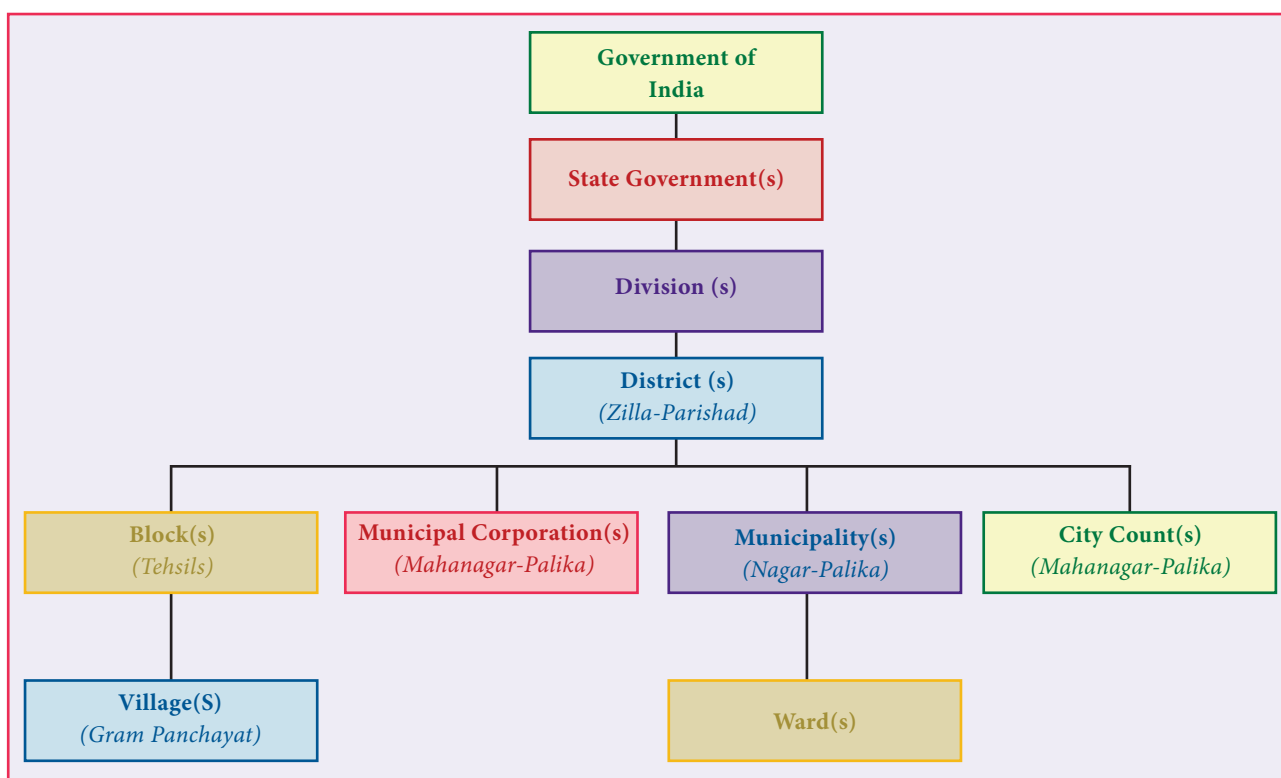 Government of
India
State Government(s)
Division (s)
District (s)
(Zilla-Parishad)
Block(s)
(Tehsils)
Municipal Corporation(s)
(Mahanagar-Palika)
Municipality(s)
(Nagar-Palika)
City Count(s)
(Mahanagar-Palika)
Village(S)
(Gram Panchayat)
Ward(s)